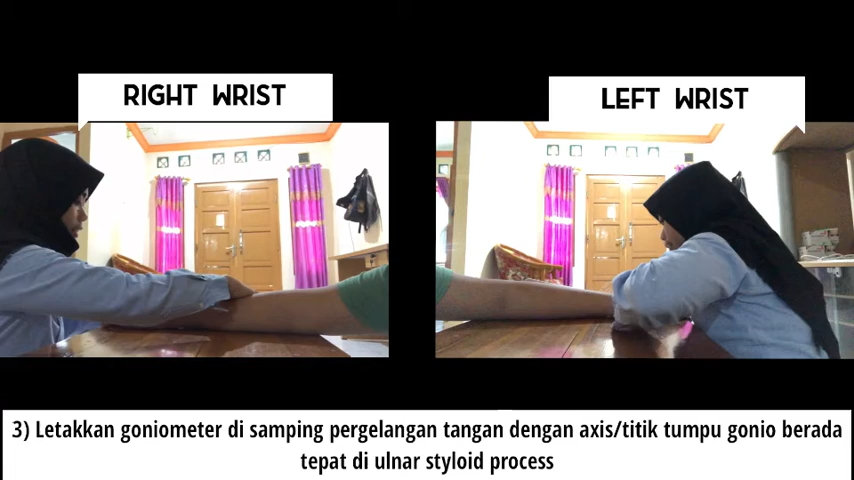 RIGHT WRIST
LEFT WRIST
3) Letakkan goniometer di samping pergelangan tangan dengan axis/titik tumpu gonio berada
tepat di ulnar styloid process